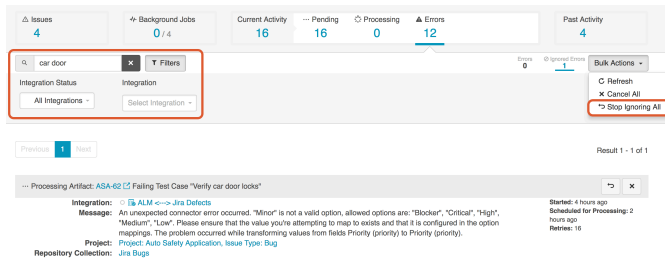 Issues
4
Background Jobs
0 / 4
Current Activity
16
Pending
16
Processing
0
Errors
12
Past Activity
4
car door
Filters
Errors
0
Ignored Errors
1
Bulk Actions
Integration Status
Integration
All Integrations
Select Integration
Refresh
Cancel All
Stop Ignoring All
Previous 1 Next
Result 1 - 1 of 1
Processing Artifact: ASA-62 Failing Test Case "Verify car door locks"
Integration: ALM <---> Jira Defects
Message: An unexpected connector error occurred. "Minor" is not a valid option, allowed options are: "Blocker", "Critical", "High",
"Medium", "Low". Please ensure that the value you're attempting to map to exists and that it is configured in the option
mappings. The problem occurred while transforming values from fields Priority (priority) to Priority (priority).
Project: Project: Auto Safety Application, Issue Type: Bug
Repository Collection: Jira Bugs
Started: 4 hours ago
Scheduled for Processing: 2
hours ago
Retries: 16